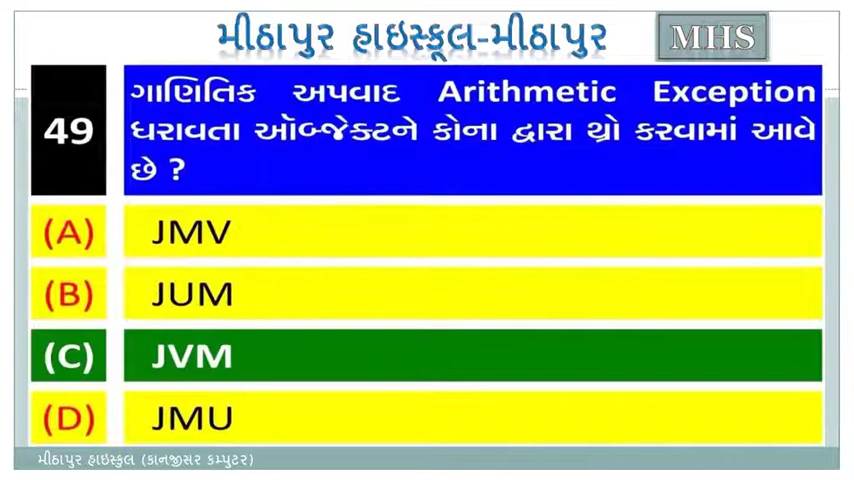 મીઠાપુર હાઇસ્કૂલ-મીઠાપુર MHS
49 ગાણિતિક અપવાદ Arithmetic Exception
ધરાવતા ઑબ્જેક્ટને કોના દ્વારા થ્રો કરવામાં આવે
છે ?
(A) JMV
(B) JUM
(C) JVM
(D) JMU
મીઠાપુર હાઇસ્કુલ (કાનજીસર કમ્પુટર)